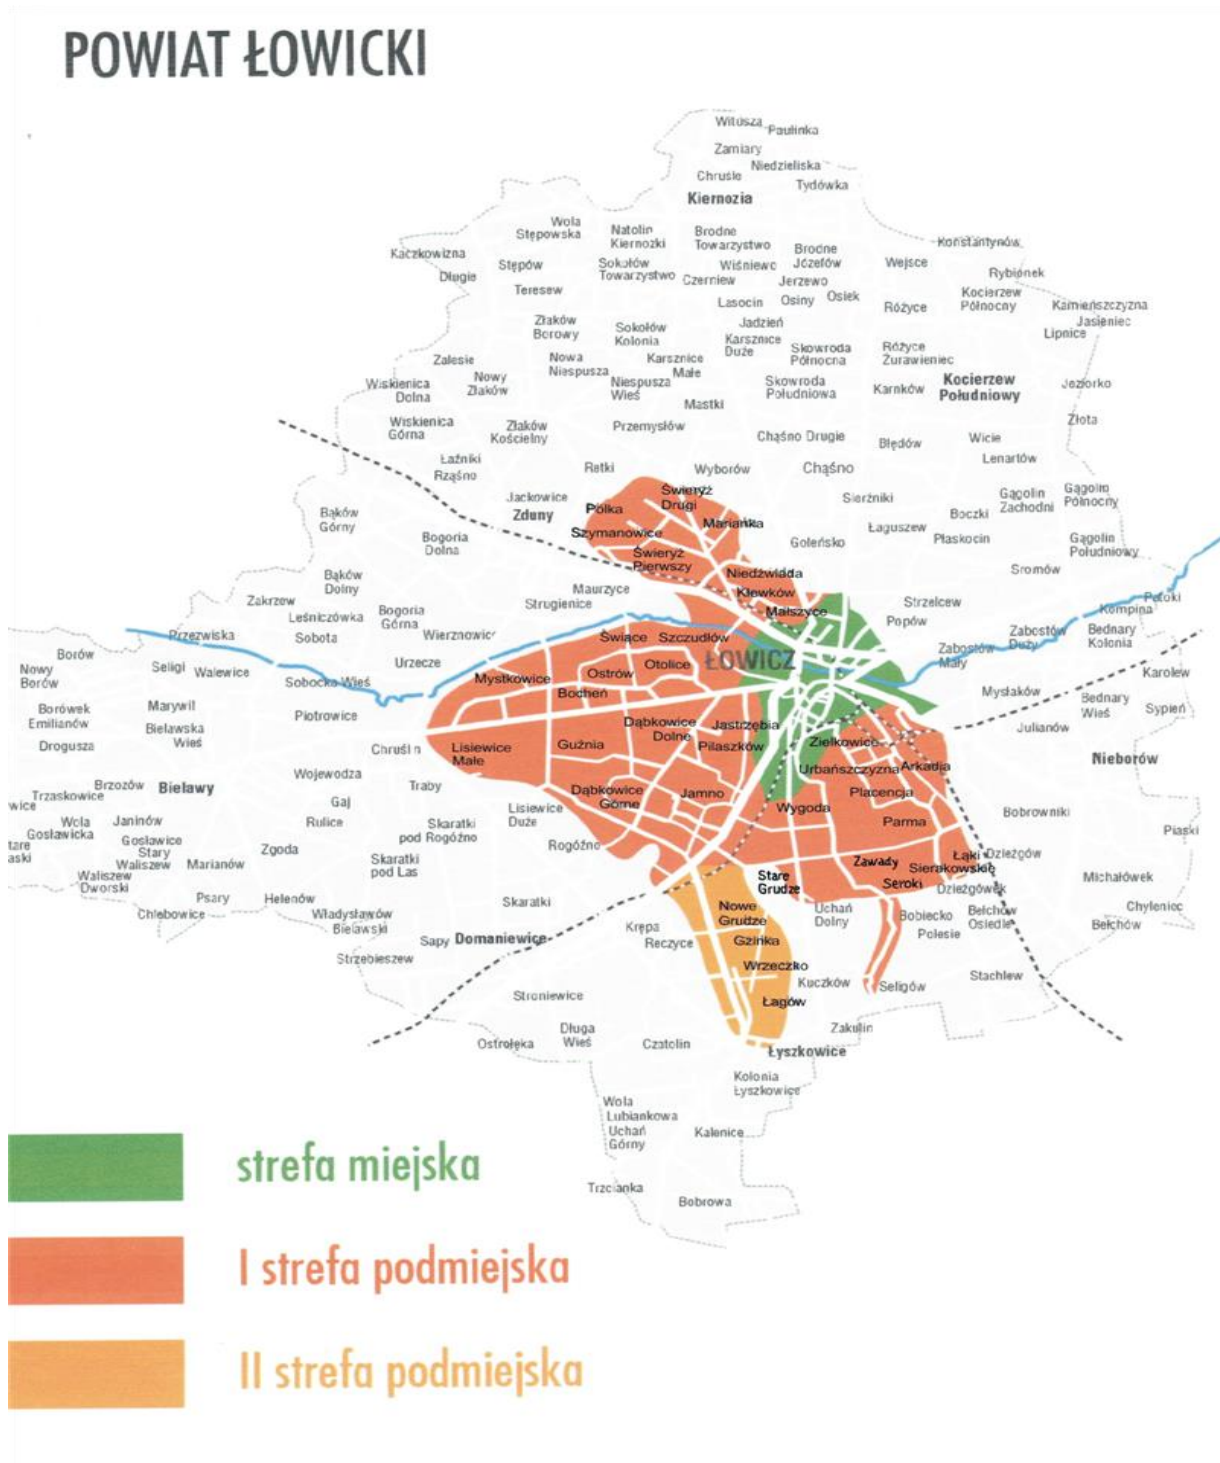 POWIAT ŁOWICKI
Witusza
Paulinka
Zamiary
Niedzieliska
Chruśle
Tydówka
Kiernozia
Wola
Stępowska
Natolin
Kiernozki
Brodne
Towarzystwo
Brodne
Józefów
Konstantynów
Kaczkowizna
Stępów
Sokołów
Towarzystwo
Wiśniewo
Wejsce
Długie
Czerniew
Jerzewo
Rybionek
Teresew
Lasocin
Osiny
Osiek
Kocierzew
Północny
Różyce
Kamieńszczyzna
Jasieniec
Lipnice
Złaków
Borowy
Sokołów
Kolonia
Jadzień
Karsznice
Duże
Skowroda
Północna
Różyce
Żurawieniec
Zalesie
Nowa
Niespusza
Karsznice
Małe
Wiskienica
Dolna
Nowy
Złaków
Niespusza
Wieś
Skowroda
Południowa
Karnków
Kocierzew
Południowy
Jeziorko
Mastki
Wiskienica
Górna
Złaków
Kościelny
Przemysłów
Złota
Chąśno Drugie
Błędów
Wicie
Łaźniki
Rząśno
Retki
Wyborów
Chąśno
Lenartów
Jackowice
Świeryż
Drugi
Sierżniki
Gągolin
Zachodni
Gągolin
Północny
Bąków
Górny
Zduny
Półka
Marianka
Boczki
Szymanowice
Łaguszew
Płaskocin
Bogoria
Dolna
Goleńsko
Gągolin
Południowy
Świeryż
Pierwszy
Niedźwiada
Sromów
Bąków
Dolny
Maurzyce
Klewków
Zakrzew
Strugienice
Małszyce
Strzelcew
Potoki
Kompina
Leśniczówka
Bogoria
Górna
Popów
Przezwiska
Sobota
Wierznowice
Świące
Szczudłów
Zabostów
Duży
Bednary
Kolonia
Borów
Urzecze
Otolice
ŁOWICZ
Zabostów
Mały
Nowy
Borów
Seligi
Walewice
Sobocka Wieś
Mystkowice
Ostrów
Karolew
Bocheń
Mysłaków
Borówek
Emilianów
Marywil
Piotrowice
Bednary
Wieś
Sypień
Bielawska
Wieś
Dąbkowice
Dolne
Jastrzębia
Julianów
Drogusza
Chruślin
Lisiewice
Małe
Guźnia
Pilaszków
Zielkowice
Nieborów
Wojewodza
Urbańszczyzna
Arkadia
Brzozów
Bielawy
Traby
Dąbkowice
Górne
Jamno
Placencja
Trzaskowice
wice
Gaj
Lisiewice
Duże
Wygoda
Bobrowniki
Wola
Gosławicka
Janinów
Rulice
Skaratki
pod Rogóźno
Parma
Piaski
tare
aski
Gosławice
Stary
Waliszew
Zgoda
Rogóźno
Łąki
Sierakowskie
Dzieżgów
Marianów
Skaratki
pod Las
Zawady
Waliszew
Dworski
Stare
Grudze
Seroki
Dzieżgówek
Michałówek
Psary
Helenów
Skaratki
Nowe
Grudze
Chyleniec
Chlebowice
Władysławów
Bielawski
Uchań
Dolny
Bobiecko
Bełchów
Osiedle
Krępa
Polesie
Bełchów
Sapy
Domaniewice
Reczyce
Gzinka
Strzebieszew
Wrzeczko
Stachlew
Kuczków
Seligów
Stroniewice
Łagów
Długa
Wieś
Zakulin
Ostrołęka
Czatolin
Łyszkowice
Kolonia
Łyszkowice
Wola
Lubiankowa
Uchań
Górny
Kalenice
Trzcianka
Bobrowa
strefa miejska
I strefa podmiejska
II strefa podmiejska